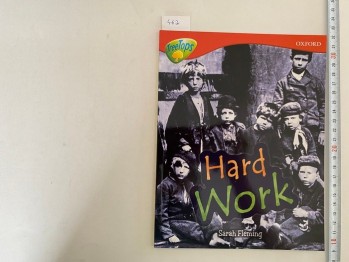 TreeTops
OXFORD
Hard
Work
Sarah Fleming